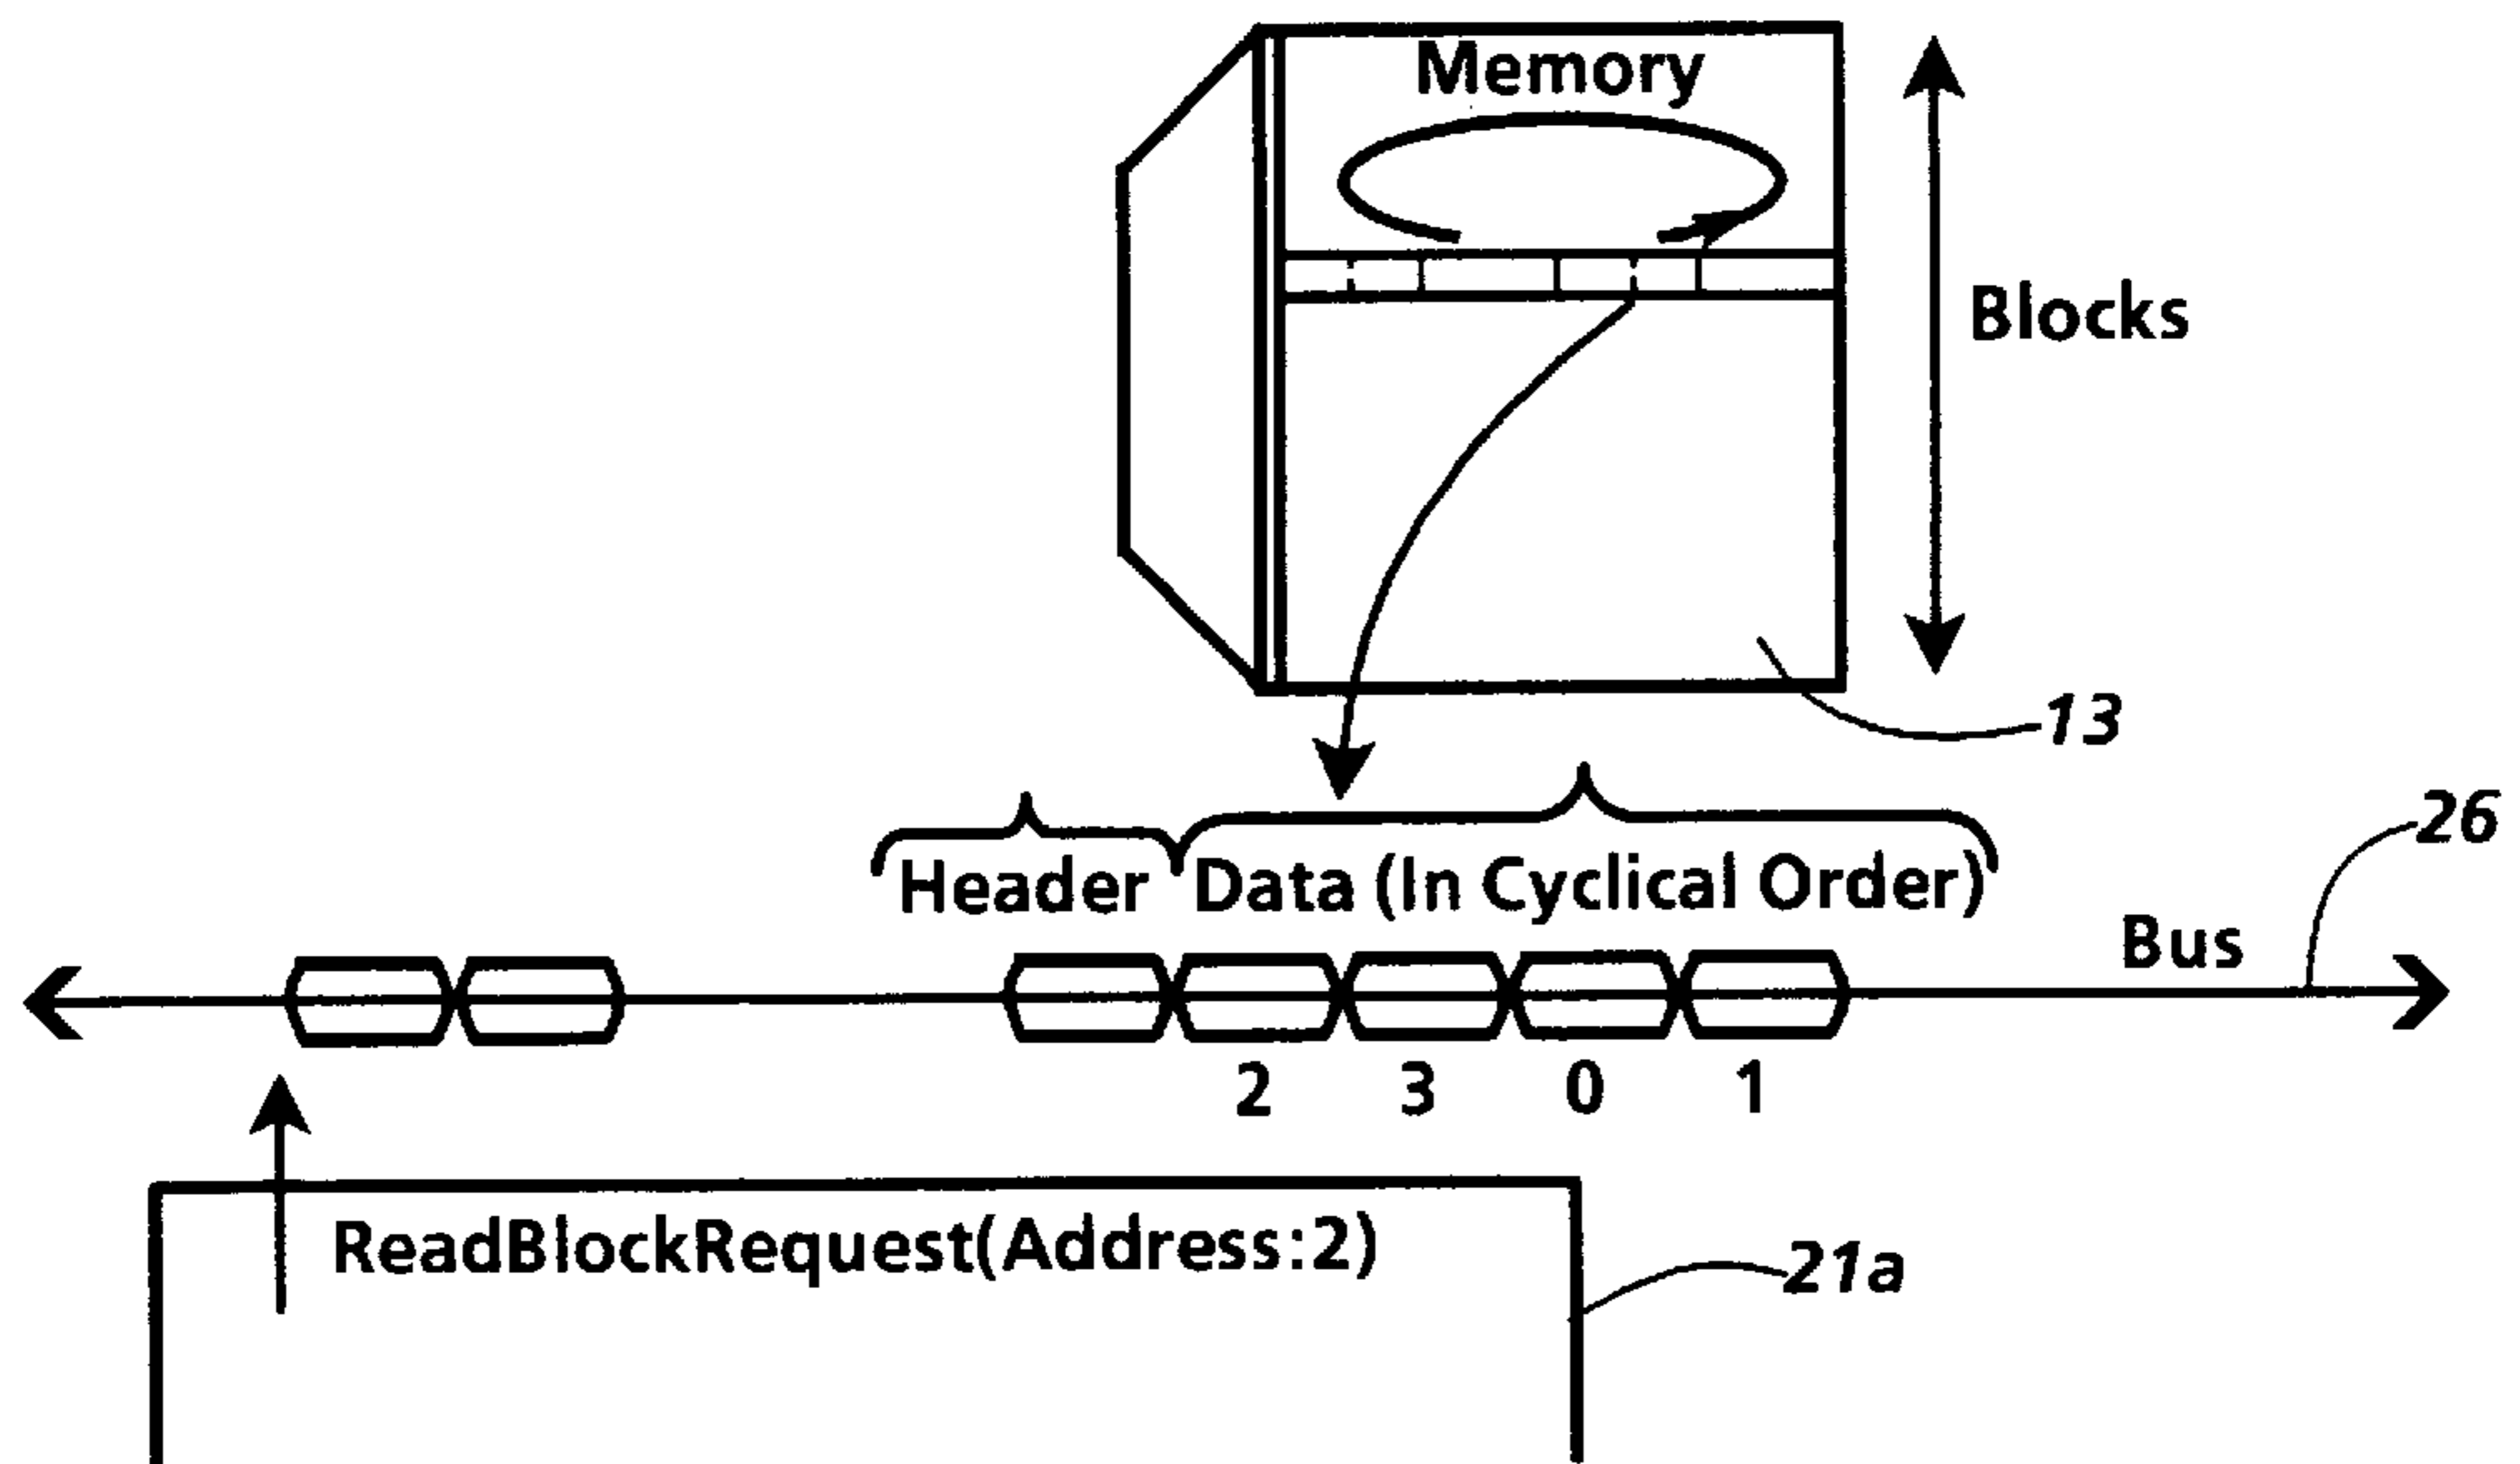 Memory
Blocks
13
26
Header Data (In Cyclical Order)
Bus
2 3 0 1
ReadBlockRequest(Address:2)
21a